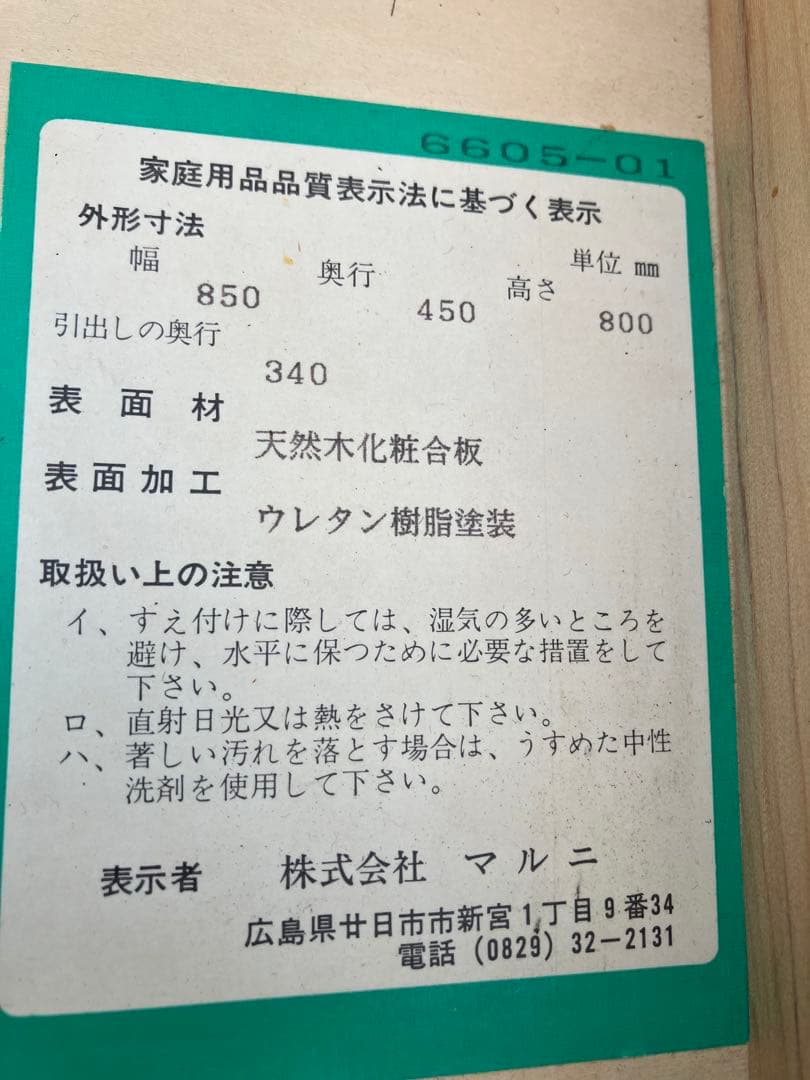 6605-01
家庭用品品質表示法に基づく表示
外形寸法
単位 mm
幅 850 奥行 450 高さ 800
引出しの奥行 340
表面材 天然木化粧合板
表面加工 ウレタン樹脂塗装
取扱い上の注意
イ、すえ付けに際しては、湿気の多いところを
避け、水平に保つために必要な措置をして
下さい。
ロ、直射日光又は熱をさけて下さい。
ハ、著しい汚れを落とす場合は、うすめた中性
洗剤を使用して下さい。
表示者 株式会社 マルニ
広島県廿日市市新宮1丁目9番34
電話 (0829) 32-2131